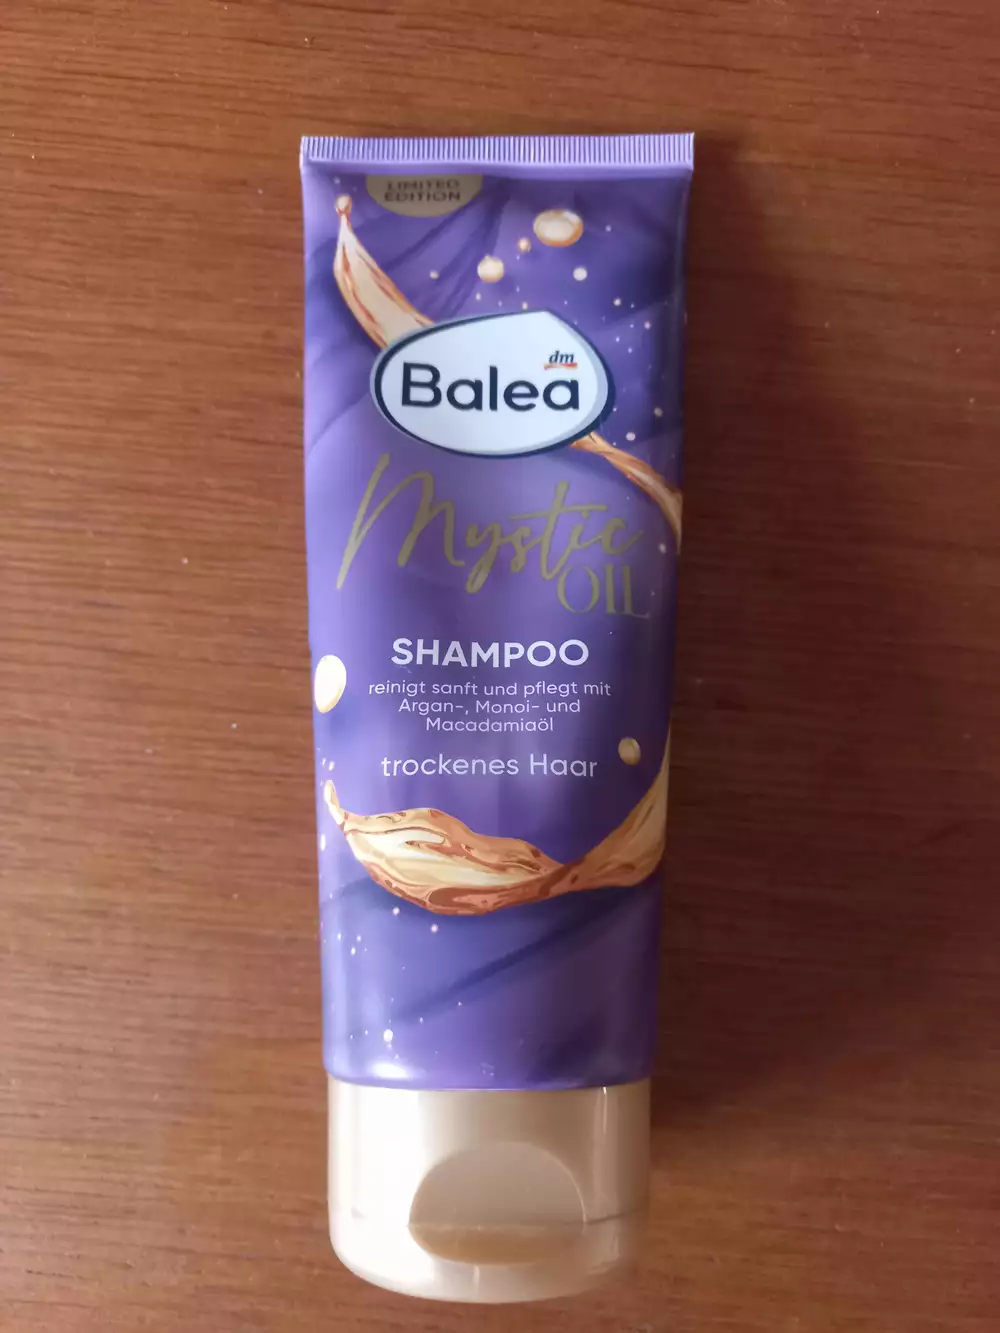 LIMITED
EDITION
dm
Balea
Mystic
OIL
SHAMPOO
reinigt sanft und pflegt mit
Argan-, Monoi- und
Macadamiaöl
trockenes Haar